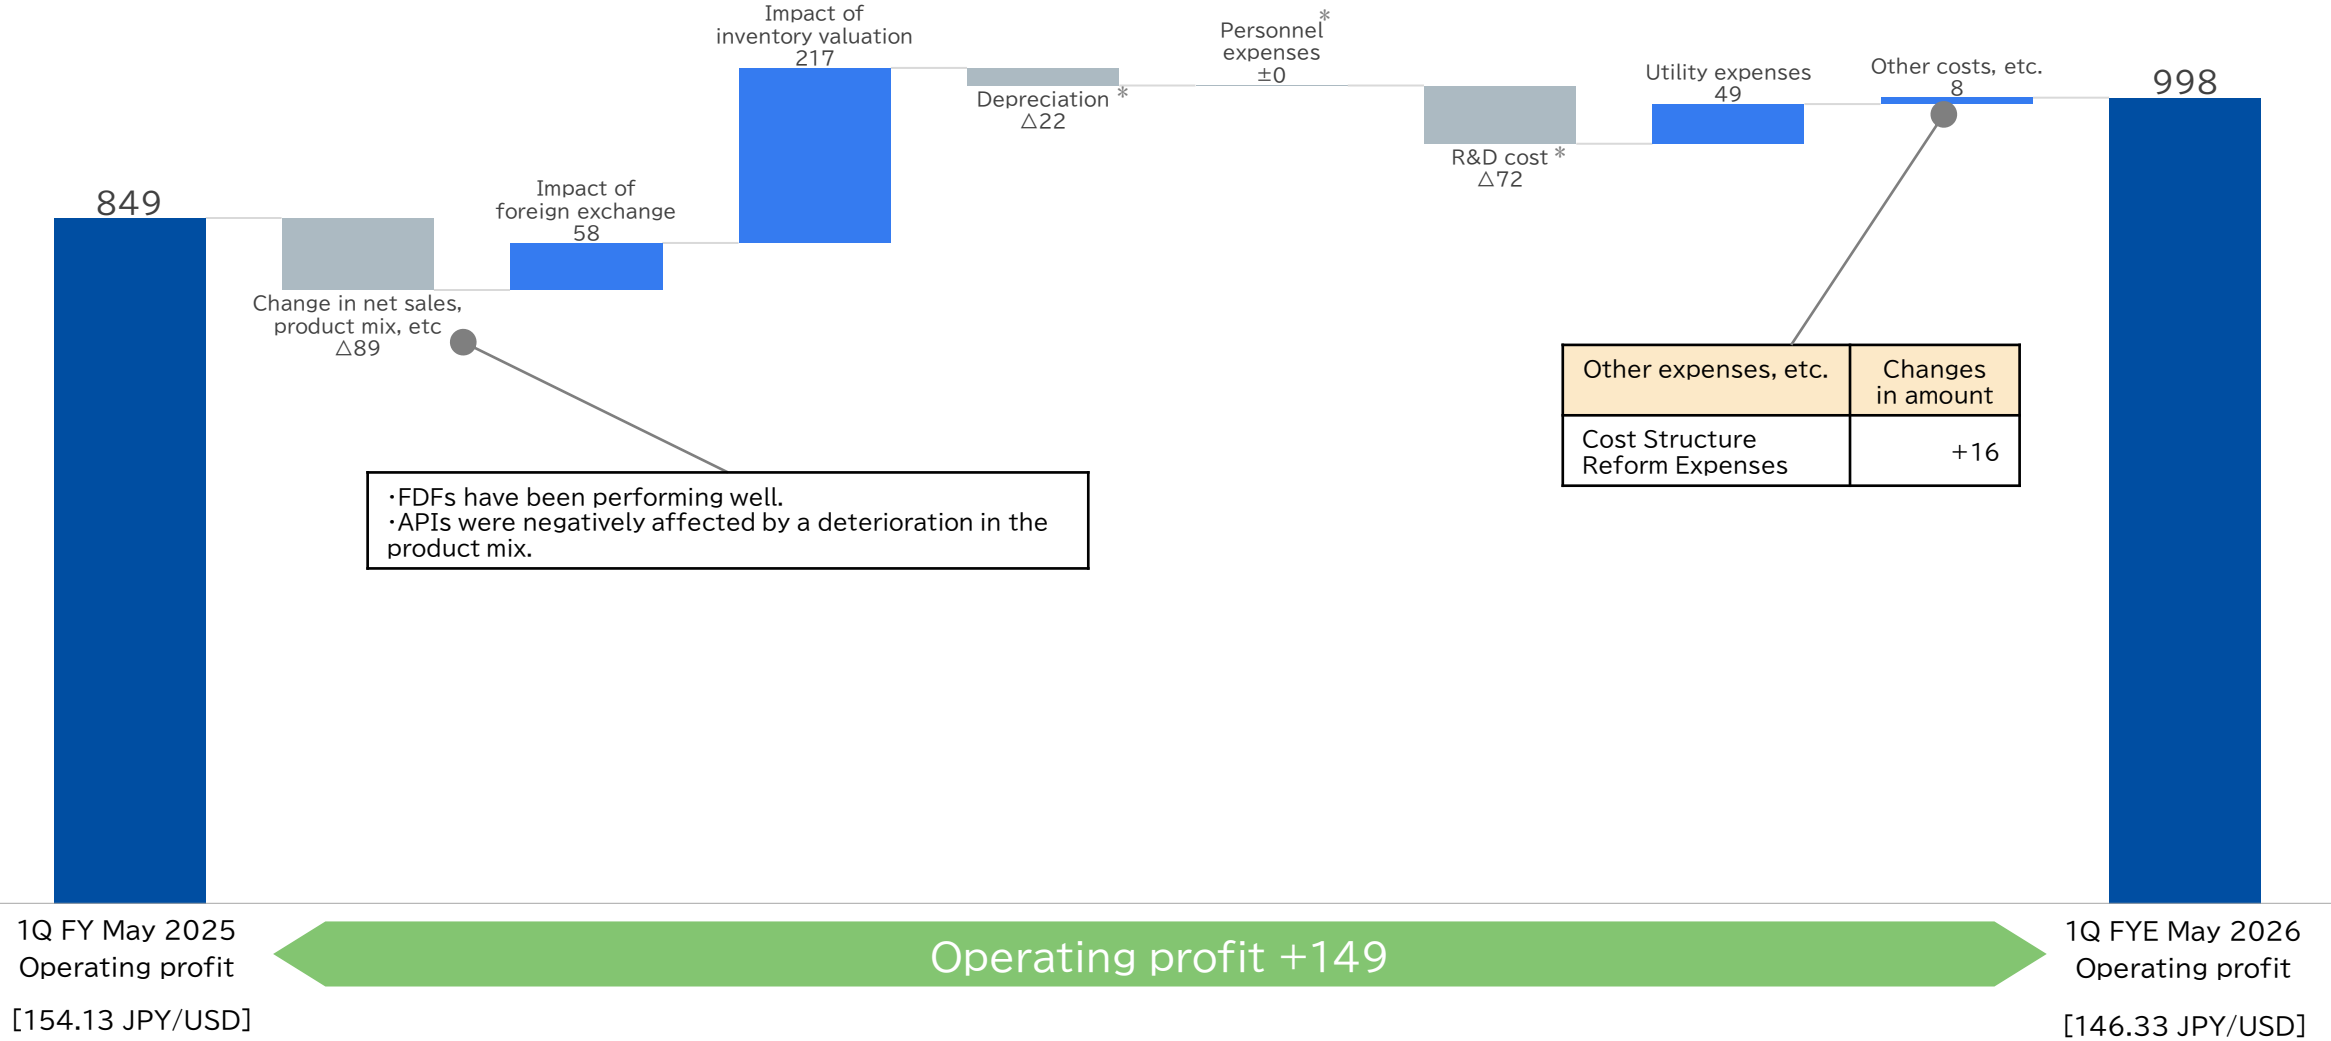 849
Change in net sales,
product mix, etc
△89
Impact of
foreign exchange
58
Impact of
inventory valuation
217
Depreciation *
△22
Personnel*
expenses
±0
R&D cost *
△72
Utility expenses
49
Other costs, etc.
8
998
・FDFs have been performing well.
・APIs were negatively affected by a deterioration in the
product mix.
Other expenses, etc.
Changes
in amount
Cost Structure
Reform Expenses
+16
1Q FY May 2025
Operating profit
[154.13 JPY/USD]
Operating profit +149
1Q FYE May 2026
Operating profit
[146.33 JPY/USD]